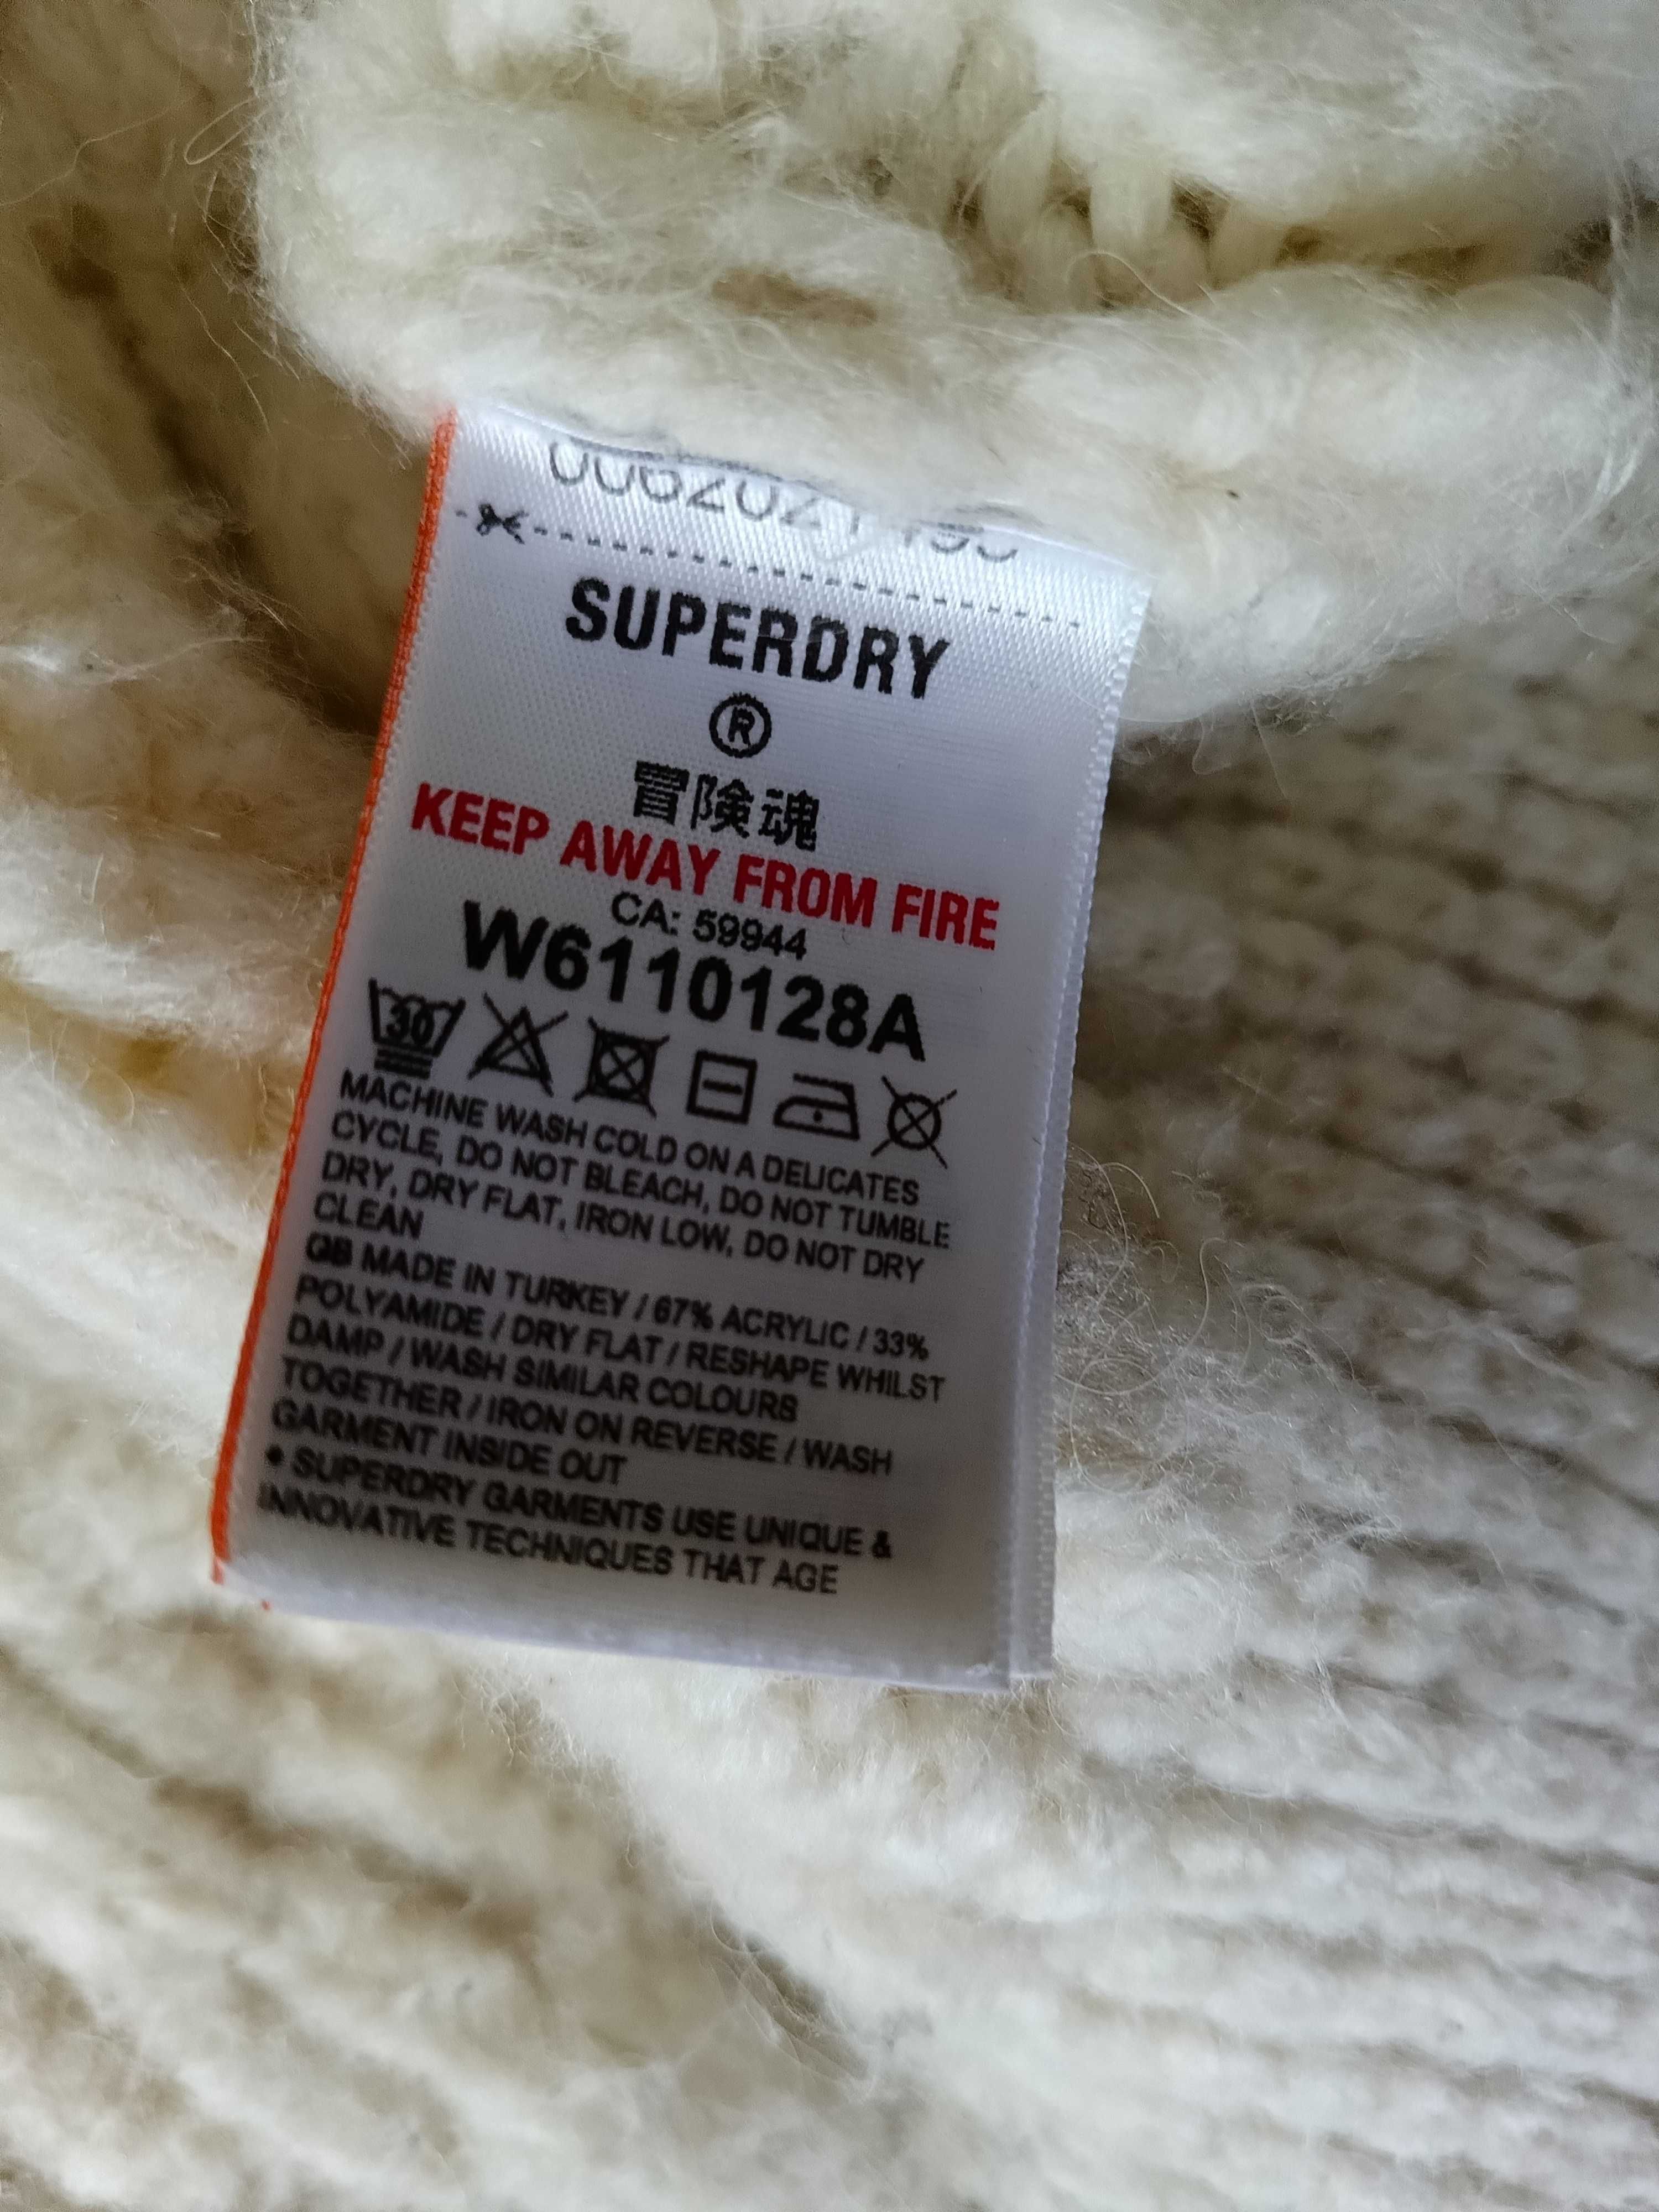 SUPERDRY
®
冒険魂
KEEP AWAY FROM FIRE
CA: 59944
W6110128A
30
MACHINE WASH COLD ON A DELICATES
CYCLE, DO NOT BLEACH, DO NOT TUMBLE
DRY, DRY FLAT, IRON LOW, DO NOT DRY
CLEAN
GB MADE IN TURKEY / 67% ACRYLIC / 33%
POLYAMIDE / DRY FLAT / RESHAPE WHILST
DAMP / WASH SIMILAR COLOURS
TOGETHER / IRON ON REVERSE / WASH
GARMENT INSIDE OUT
• SUPERDRY GARMENTS USE UNIQUE &
INNOVATIVE TECHNIQUES THAT AGE